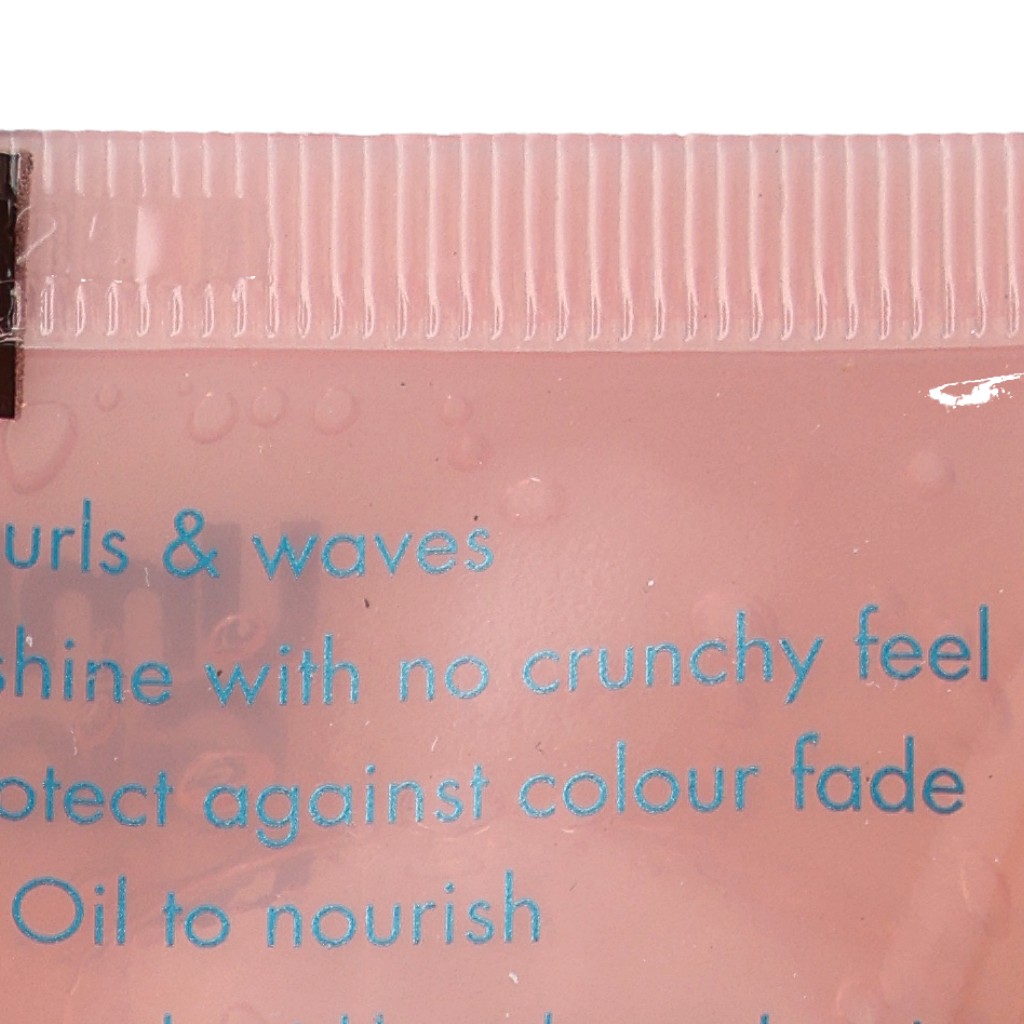 urls & waves
shine with no crunchy feel
otect against colour fade
Oil to nourish